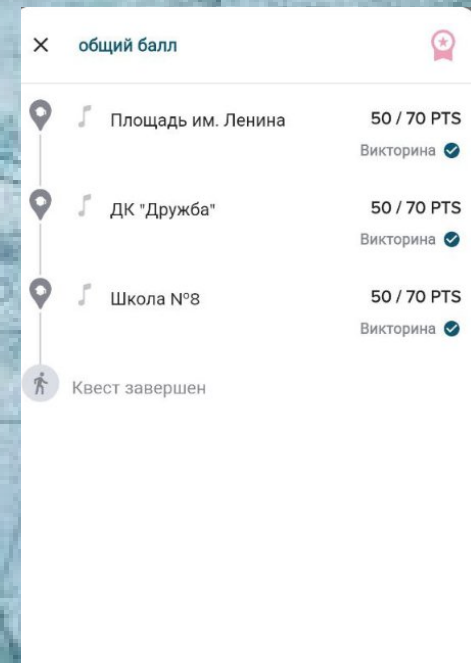 общий балл
Площадь им. Ленина 50 / 70 PTS
Викторина
ДК "Дружба" 50 / 70 PTS
Викторина
Школа №8 50 / 70 PTS
Викторина
Квест завершен